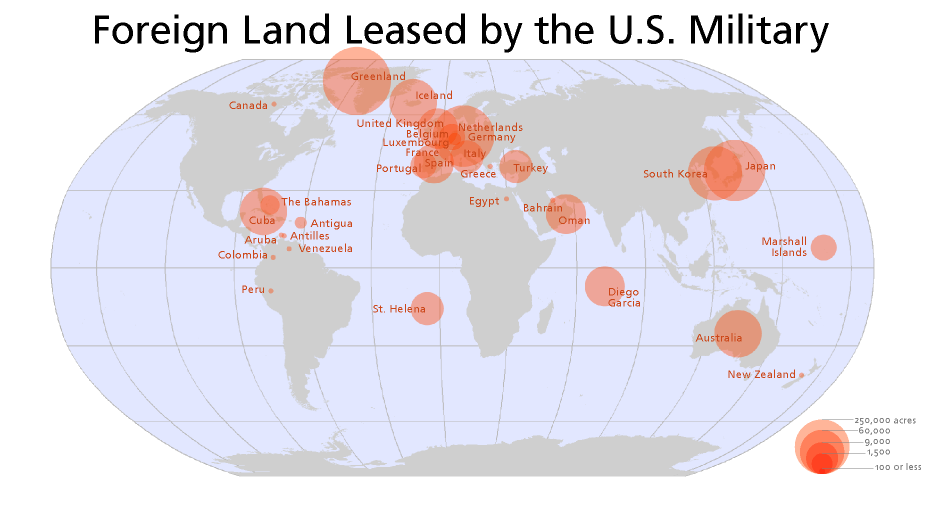 Foreign Land Leased by the U.S. Military
Greenland
Iceland
Canada
United Kingdom
Netherlands
Belgium
Germany
Luxembourg
France
Italy
Spain
Portugal
Greece
Turkey
South Korea
Japan
Egypt
Bahrain
Oman
The Bahamas
Cuba
Antigua
Aruba
Antilles
Venezuela
Colombia
Marshall
Islands
Peru
Diego
Garcia
St. Helena
Australia
New Zealand
250,000 acres
60,000
9,000
1,500
100 or less